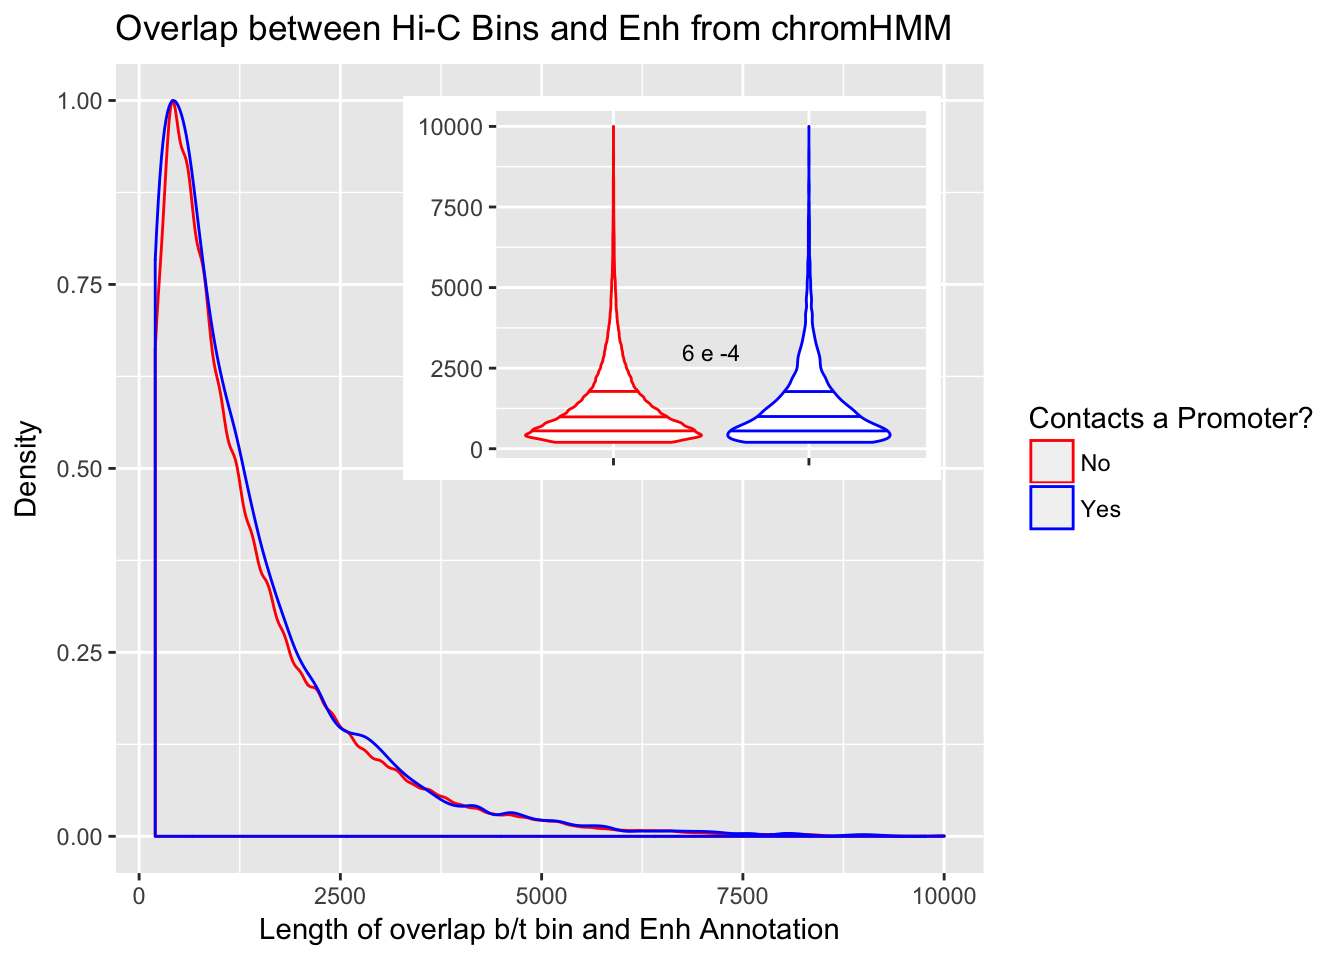 Overlap between Hi-C Bins and Enh from chromHMM
Density
1.00
0.75
0.50
0.25
0.00
0 2500 5000 7500 10000
Length of overlap b/t bin and Enh Annotation
10000
7500
5000
2500
0
6 e -4
Contacts a Promoter?
No
Yes